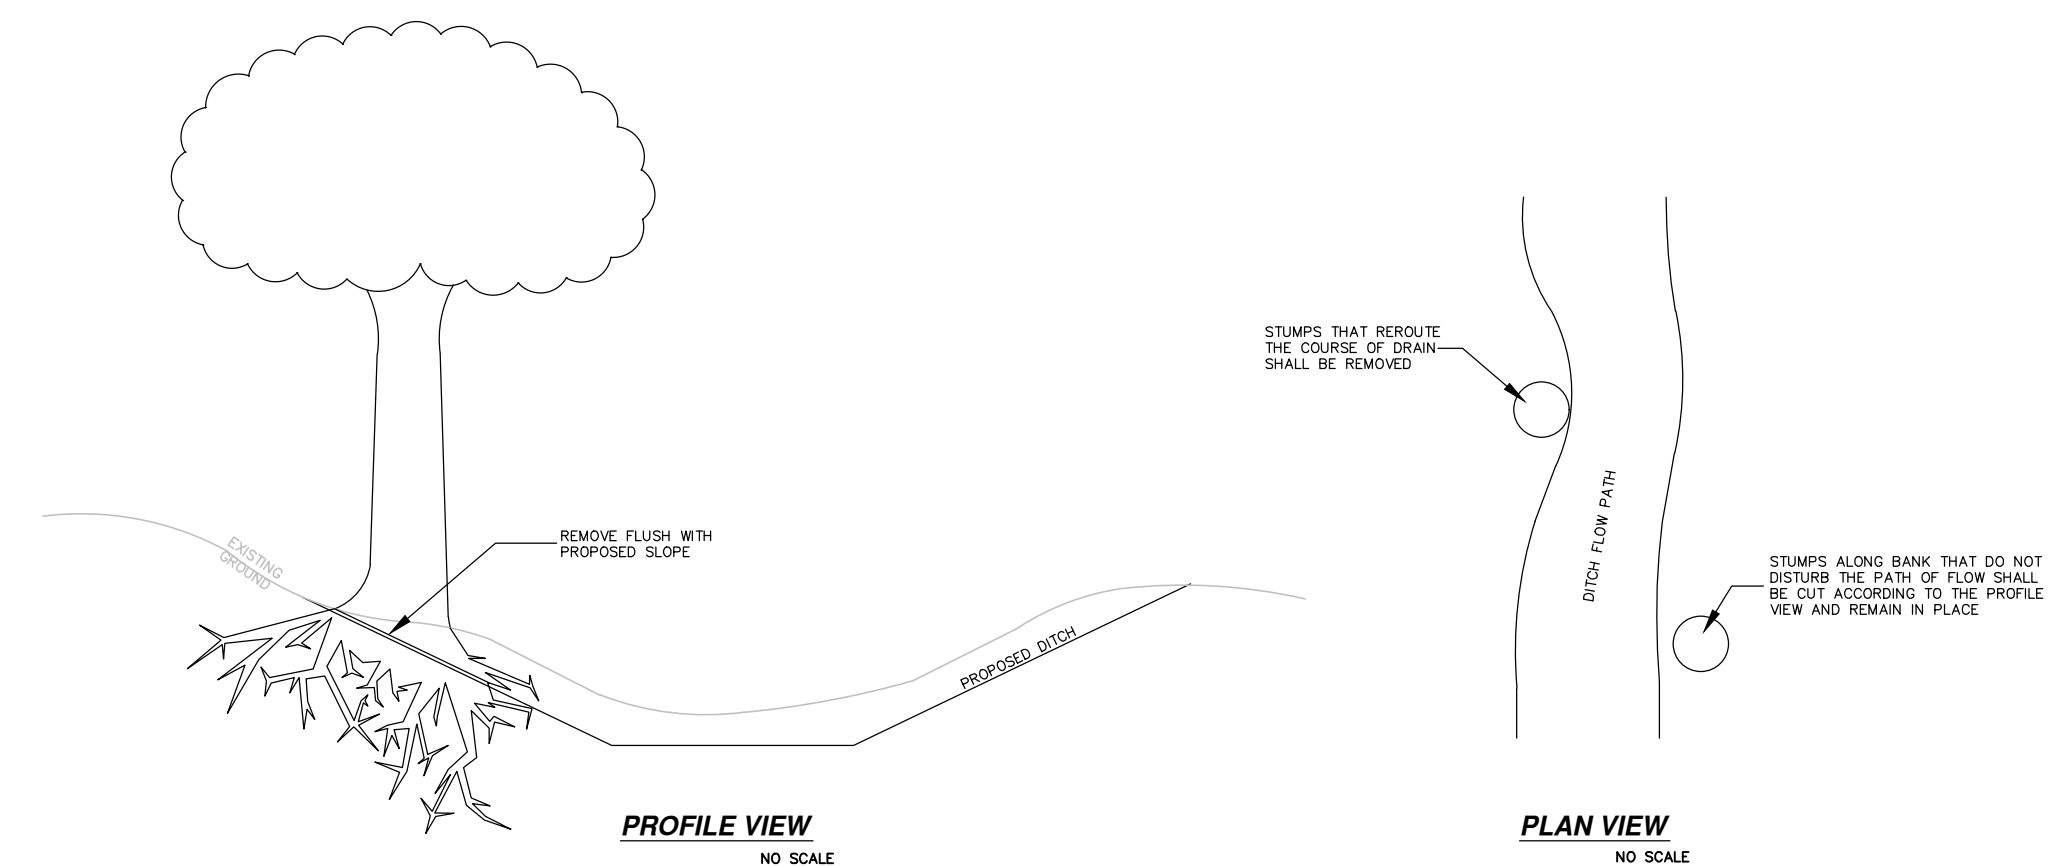 STUMPS THAT REROUTE
THE COURSE OF DRAIN
SHALL BE REMOVED
DITCH FLOW PATH
EXISTING
GROUND
REMOVE FLUSH WITH
PROPOSED SLOPE
PROPOSED DITCH
STUMPS ALONG BANK THAT DO NOT
DISTURB THE PATH OF FLOW SHALL
BE CUT ACCORDING TO THE PROFILE
VIEW AND REMAIN IN PLACE
PROFILE VIEW
NO SCALE
PLAN VIEW
NO SCALE